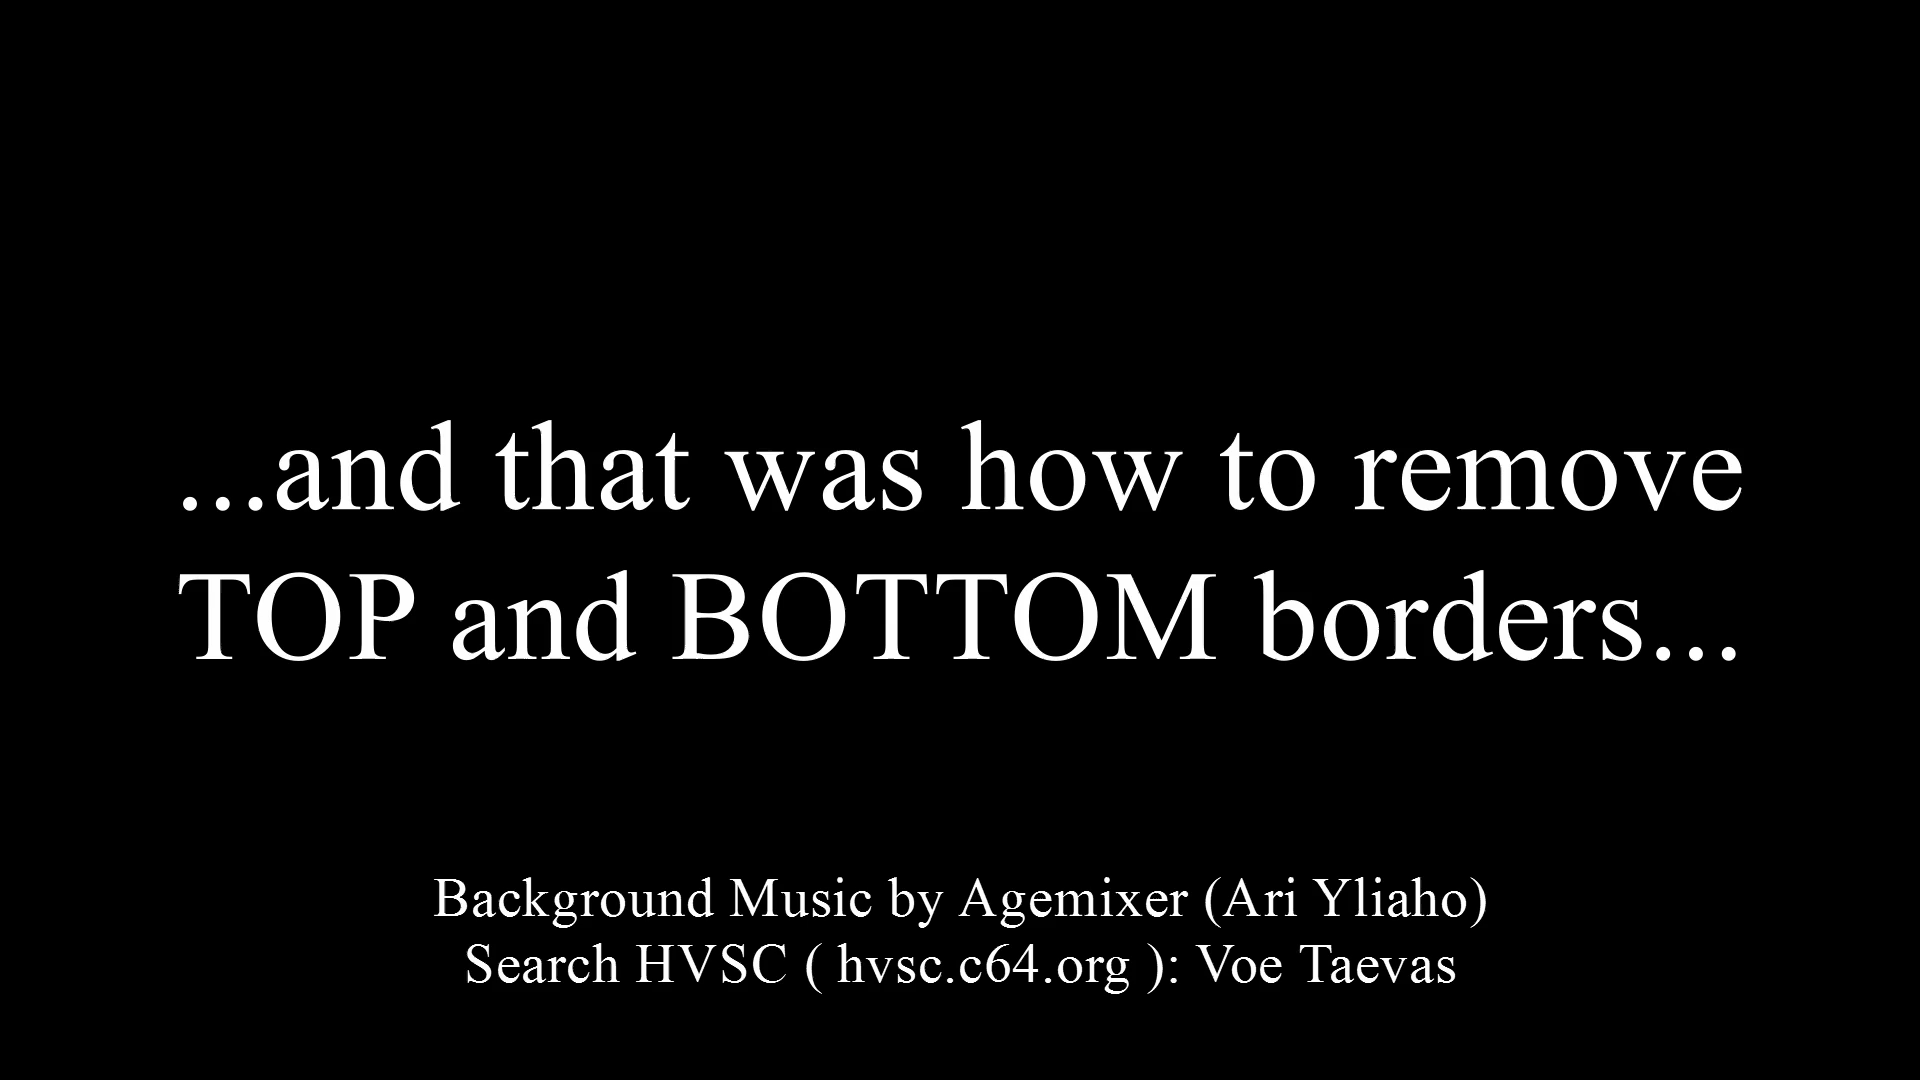 ...and that was how to remove
TOP and BOTTOM borders...
Background Music by Agemixer (Ari Yliaho)
Search HVSC ( hvsc.c64.org ): Voe Taevas